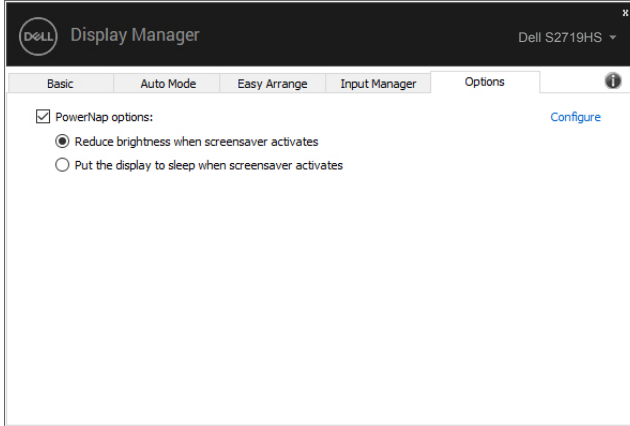 x
DELL Display Manager Dell S2719HS
Basic Auto Mode Easy Arrange Input Manager Options i
PowerNap options: Configure
Reduce brightness when screensaver activates
Put the display to sleep when screensaver activates